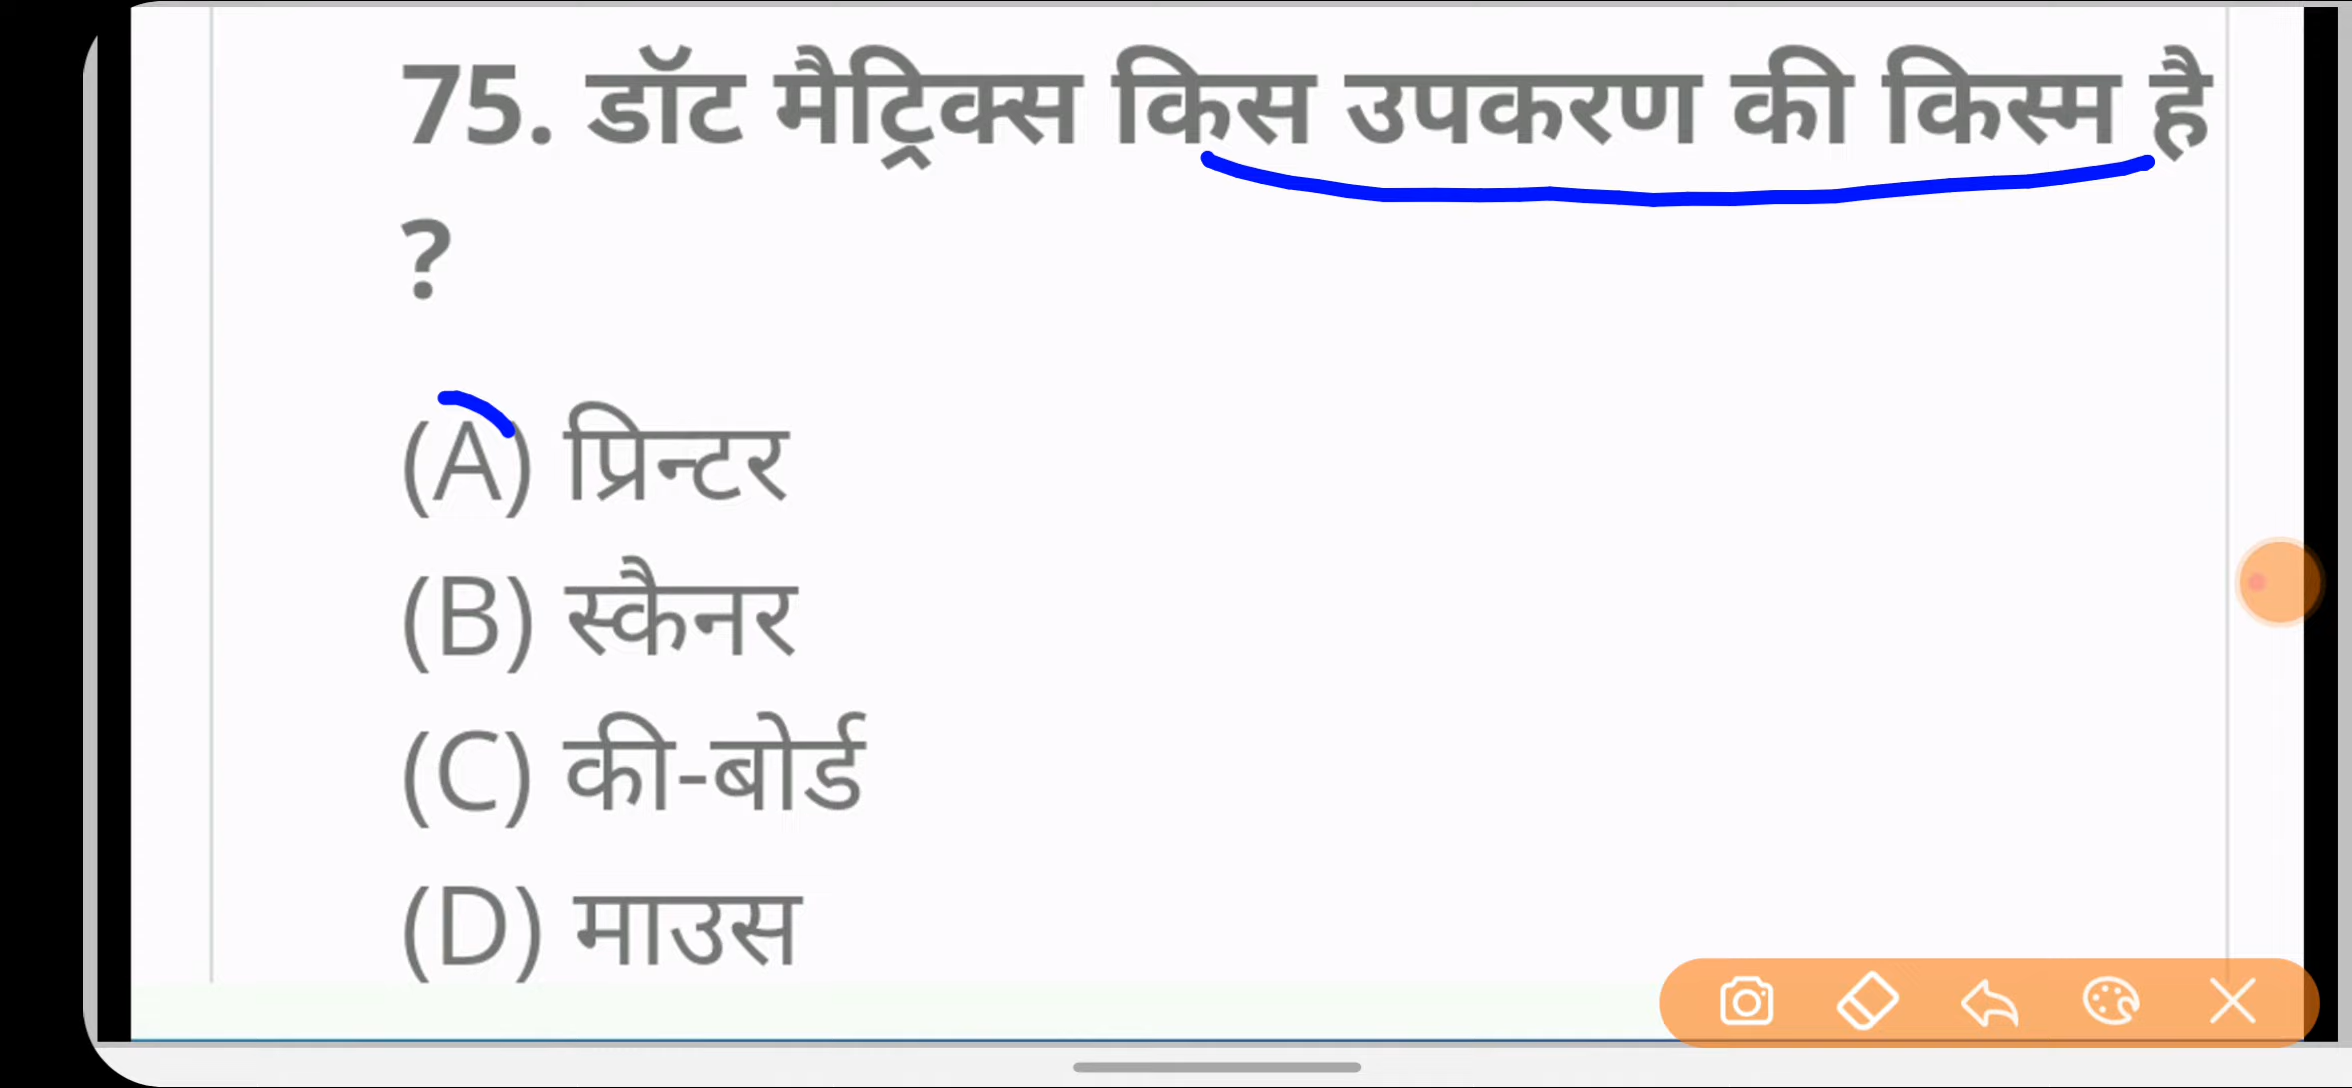 75. डॉट मैट्रिक्स किस उपकरण की किस्म है
?
(A) प्रिन्टर
(B) स्कैनर
(C) की-बोर्ड
(D) माउस